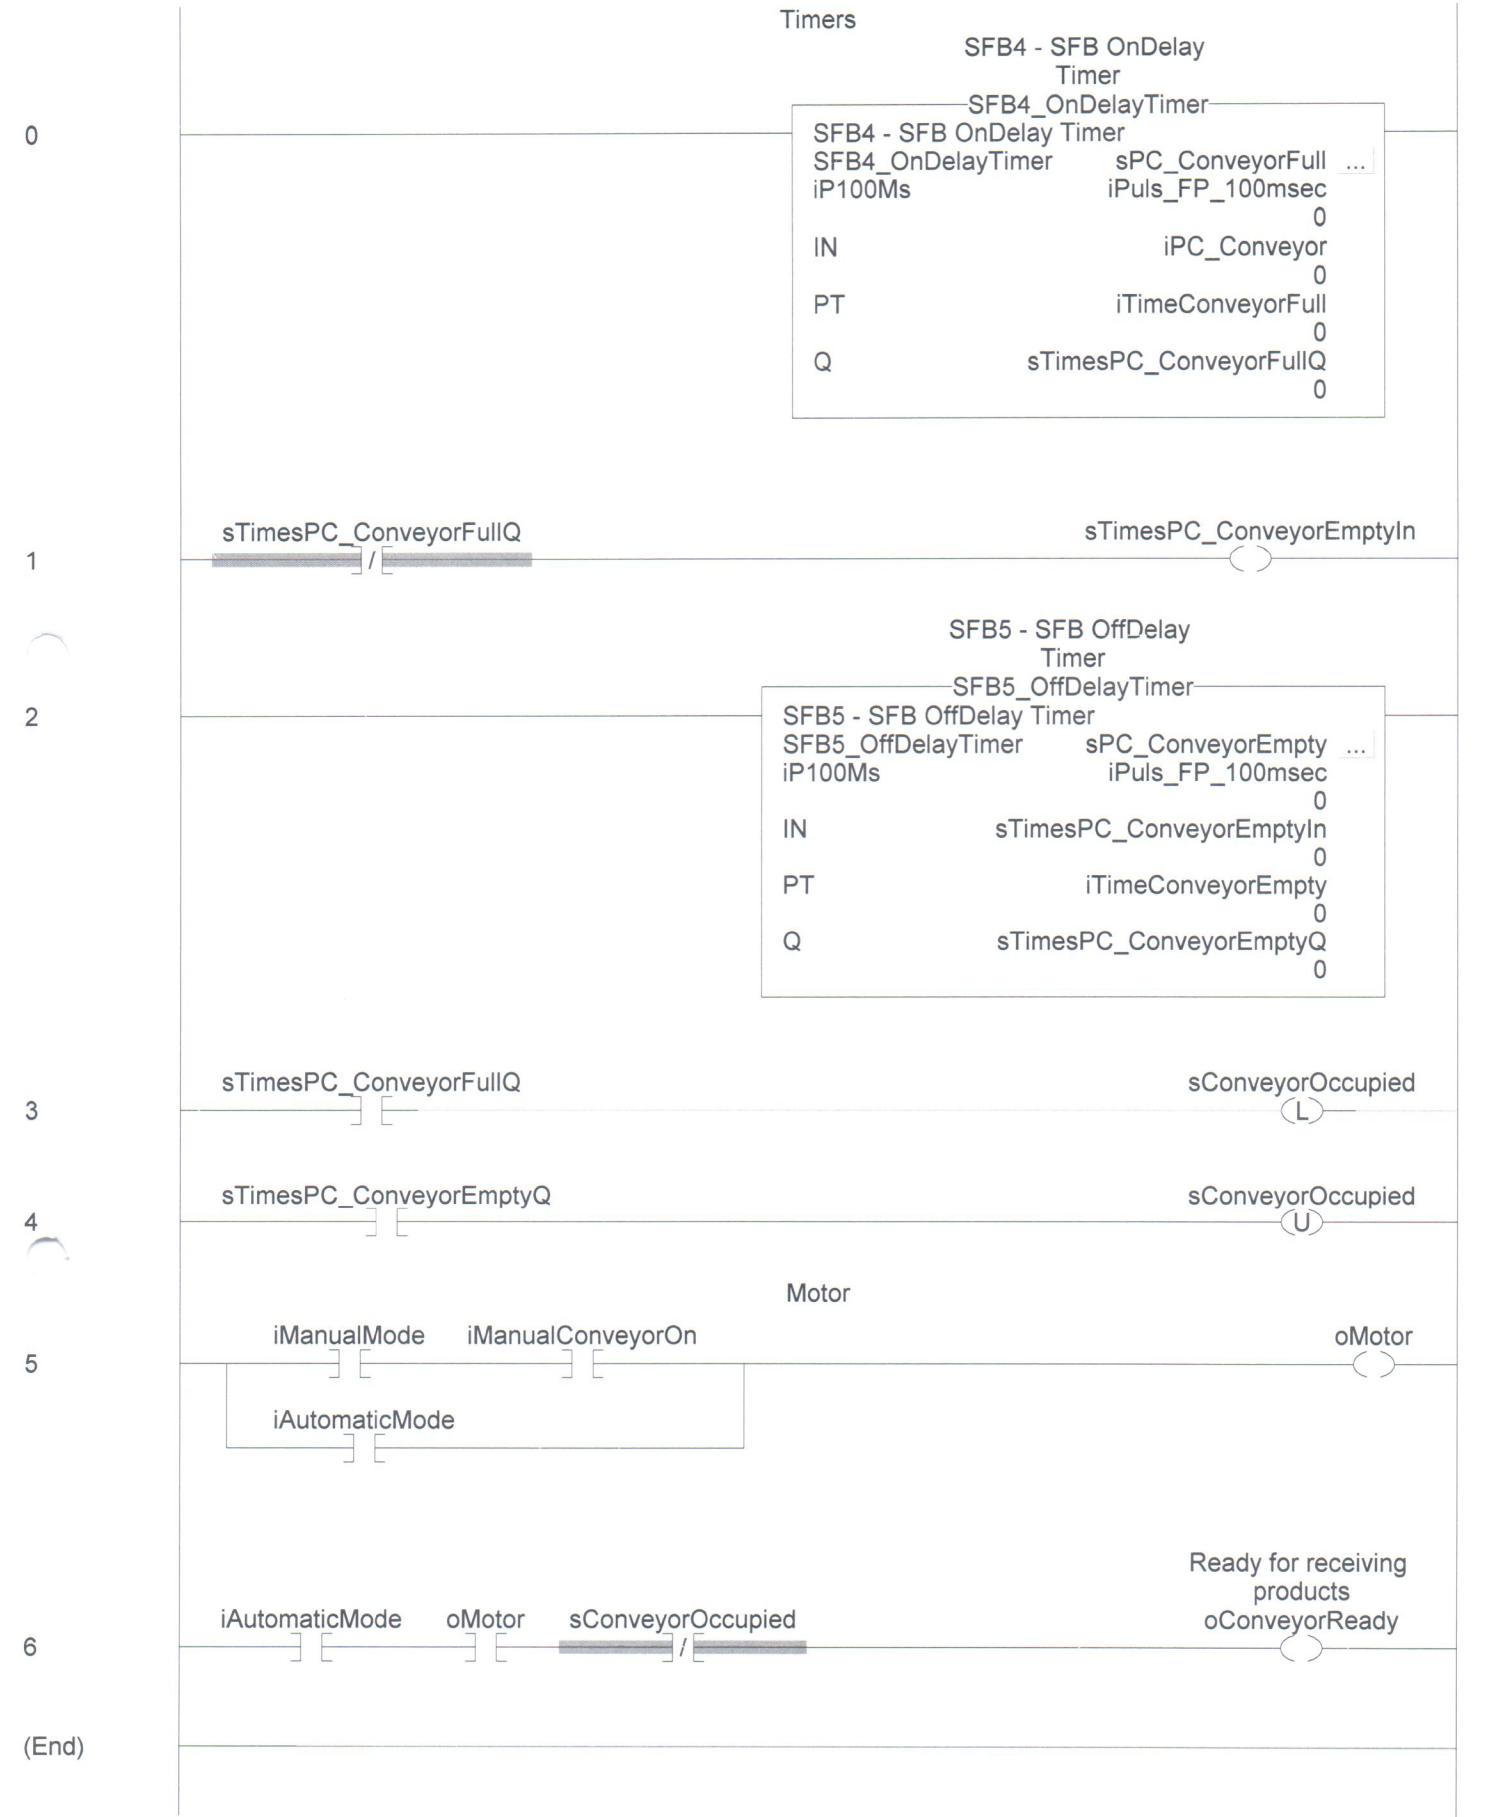 Timers
SFB4 - SFB OnDelay
Timer
SFB4_OnDelayTimer
0
SFB4 - SFB OnDelay Timer
SFB4_OnDelayTimer sPC_ConveyorFull ...
iP100Ms iPuls_FP_100msec
0
IN iPC_Conveyor
0
PT iTimeConveyorFull
0
Q sTimesPC_ConveyorFullQ
0
sTimesPC_ConveyorFullQ sTimesPC_ConveyorEmptyIn
1 /
SFB5 - SFB OffDelay
Timer
SFB5_OffDelayTimer
2
SFB5 - SFB OffDelay Timer
SFB5_OffDelayTimer sPC_ConveyorEmpty ...
iP100Ms iPuls_FP_100msec
0
IN sTimesPC_ConveyorEmptyIn
0
PT iTimeConveyorEmpty
0
Q sTimesPC_ConveyorEmptyQ
0
sTimesPC_ConveyorFullQ sConveyorOccupied
3 L
sTimesPC_ConveyorEmptyQ sConveyorOccupied
4 U
Motor
iManualMode iManualConveyorOn oMotor
5
iAutomaticMode
Ready for receiving
products
iAutomaticMode oMotor sConveyorOccupied oConveyorReady
6 /
(End)